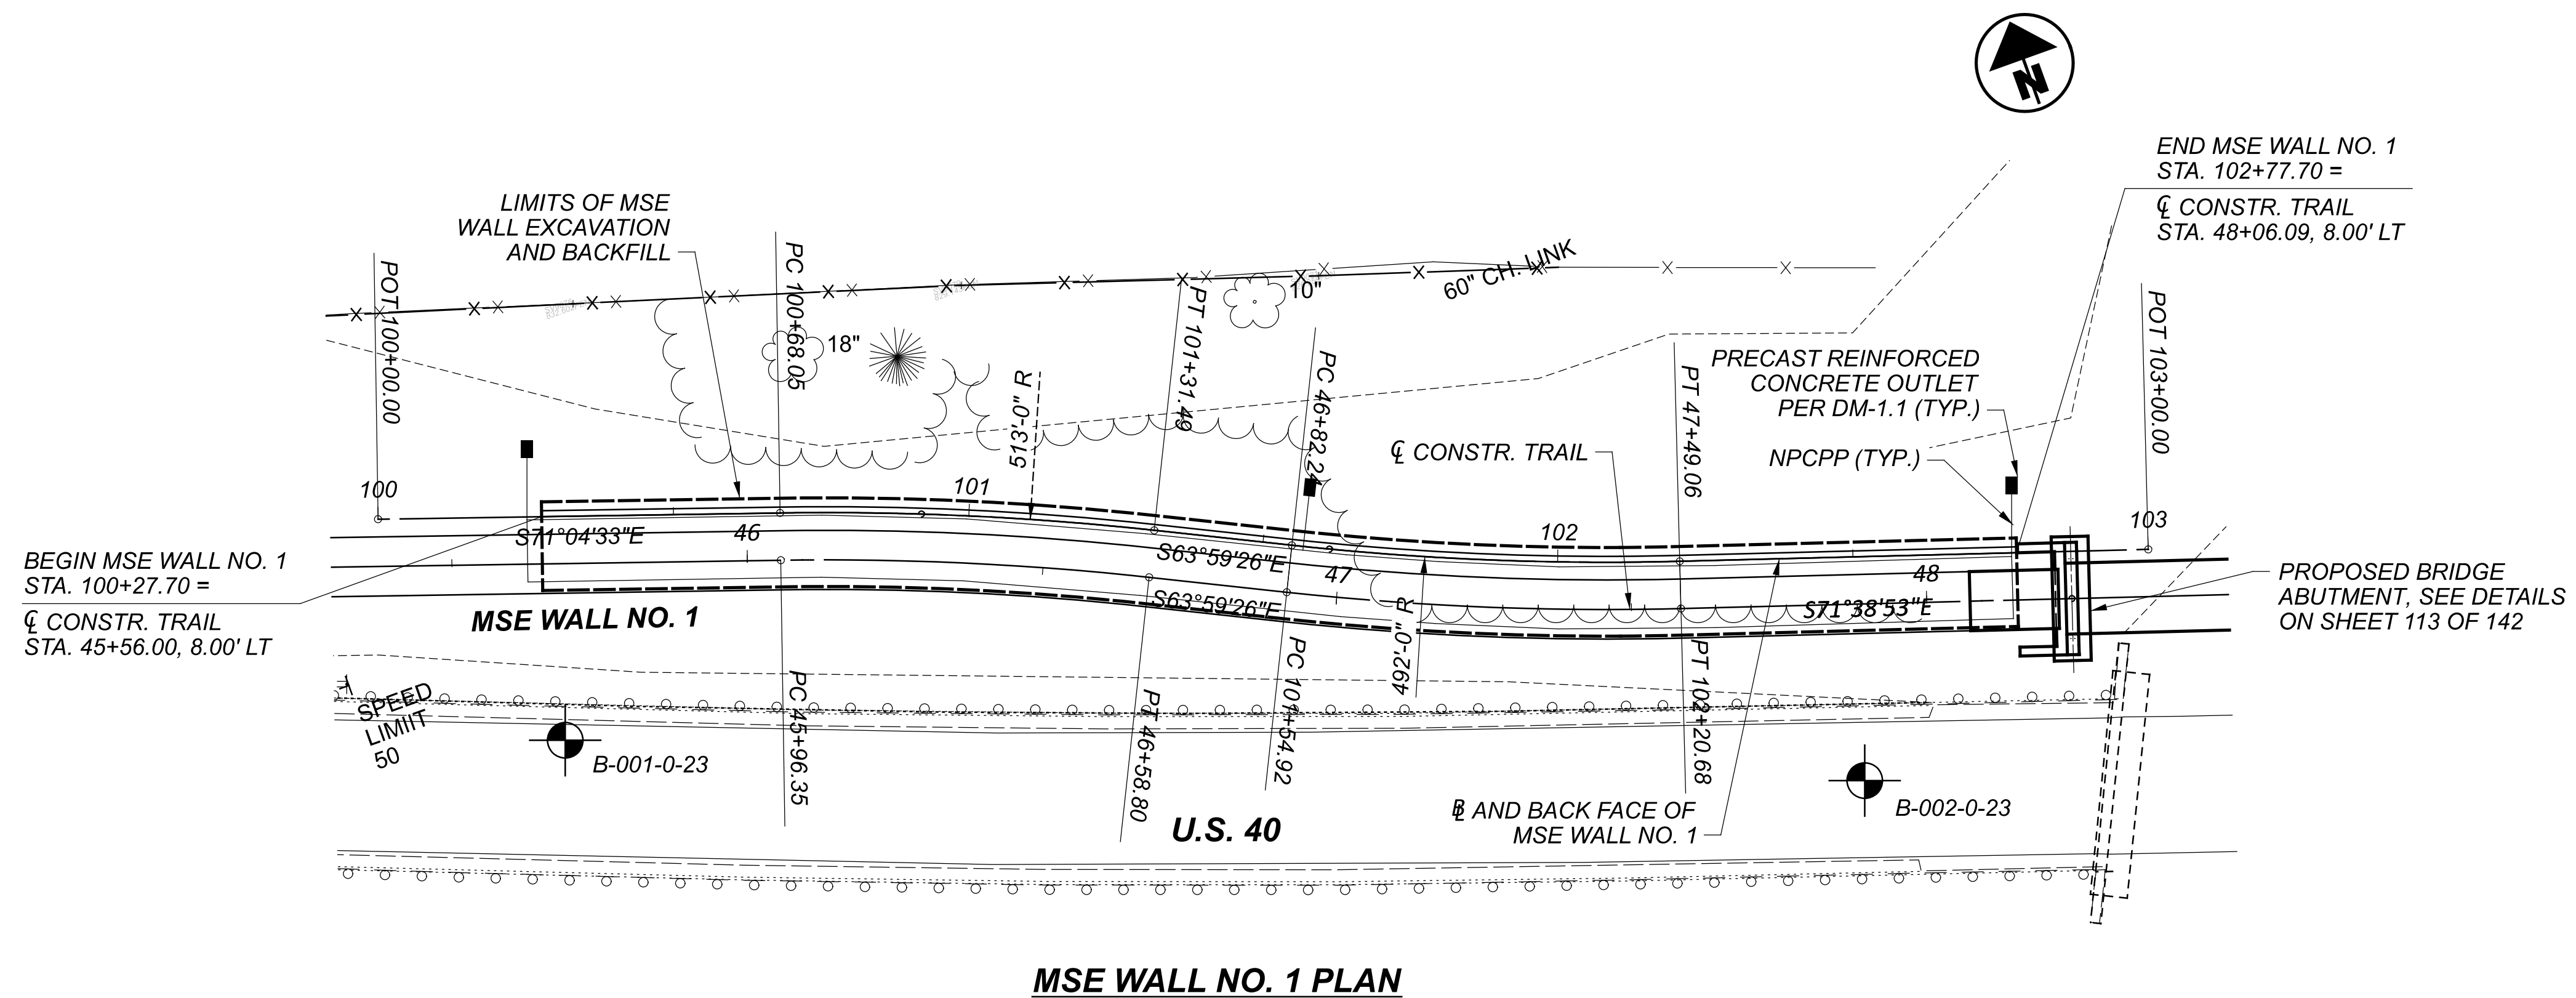 N
END MSE WALL NO. 1
STA. 102+77.70 =
℄ CONSTR. TRAIL
STA. 48+06.09, 8.00' LT
LIMITS OF MSE
WALL EXCAVATION
AND BACKFILL
POT 100+00.00
PC 100+68.05
18"
PT 101+31.49
10"
60" CH. LINK
513'-0" R
PC 46+82.24
℄ CONSTR. TRAIL
PT 47+49.06
PRECAST REINFORCED
CONCRETE OUTLET
PER DM-1.1 (TYP.)
NPCPP (TYP.)
POT 103+00.00
100
101
102
103
S71°04'33"E
46
S63°59'26"E
47
48
S63°59'26"E
S71°38'53"E
BEGIN MSE WALL NO. 1
STA. 100+27.70 =
℄ CONSTR. TRAIL
STA. 45+56.00, 8.00' LT
MSE WALL NO. 1
PROPOSED BRIDGE
ABUTMENT, SEE DETAILS
ON SHEET 113 OF 142
SPEED
LIMIIT
50
B-001-0-23
PC 45+96.35
PT 46+58.80
PC 101+54.92
492'-0" R
PT 102+20.68
U.S. 40
BL AND BACK FACE OF
MSE WALL NO. 1
B-002-0-23
MSE WALL NO. 1 PLAN